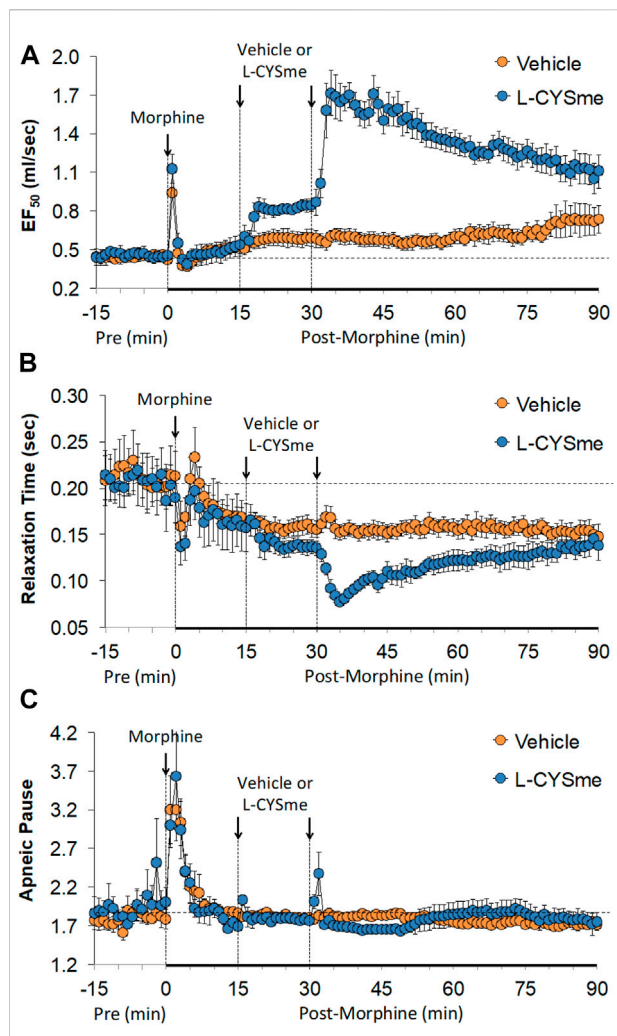 A
2.0
1.7
1.4
1.1
0.8
0.5
0.2
EF50 (ml/sec)
Morphine
Vehicle or
L-CYSme
Vehicle
L-CYSme
-15 0 15 30 45 60 75 90
Pre (min) Post-Morphine (min)
B
0.30
0.25
0.20
0.15
0.10
0.05
Relaxation Time (sec)
Morphine
Vehicle or
L-CYSme
Vehicle
L-CYSme
-15 0 15 30 45 60 75 90
Pre (min) Post-Morphine (min)
C
4.2
3.7
3.2
2.7
2.2
1.7
1.2
Apneic Pause
Morphine
Vehicle or
L-CYSme
Vehicle
L-CYSme
-15 0 15 30 45 60 75 90
Pre (min) Post-Morphine (min)